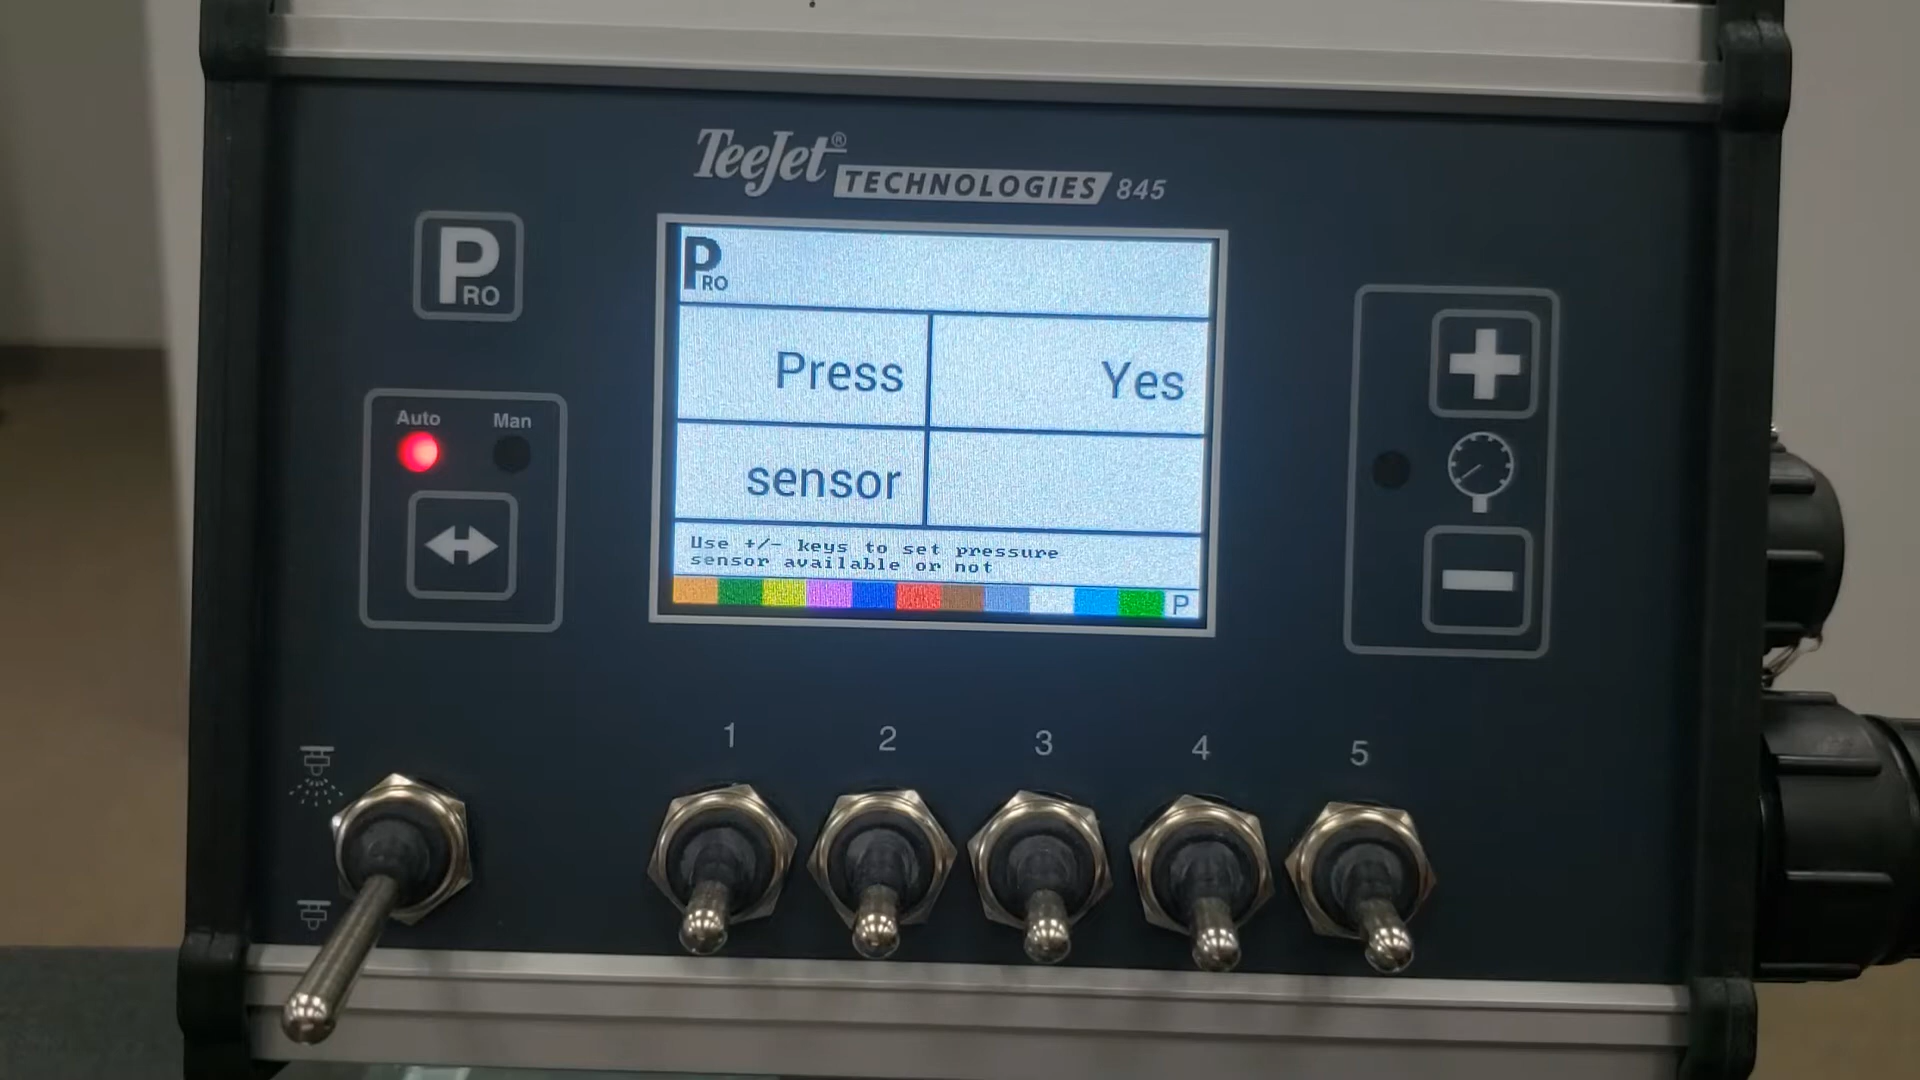 TeeJet®
TECHNOLOGIES 845
PRO
PRO
Press Yes
Auto Man
sensor
Use +/- keys to set pressure
sensor available or not
P
1 2 3 4 5